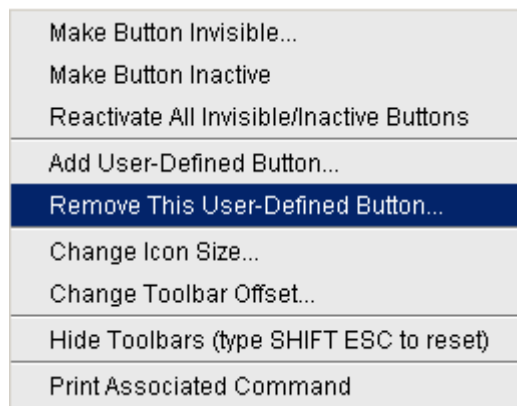 Make Button Invisible...
Make Button Inactive
Reactivate All Invisible/Inactive Buttons
Add User-Defined Button...
Remove This User-Defined Button...
Change Icon Size...
Change Toolbar Offset...
Hide Toolbars (type SHIFT ESC to reset)
Print Associated Command